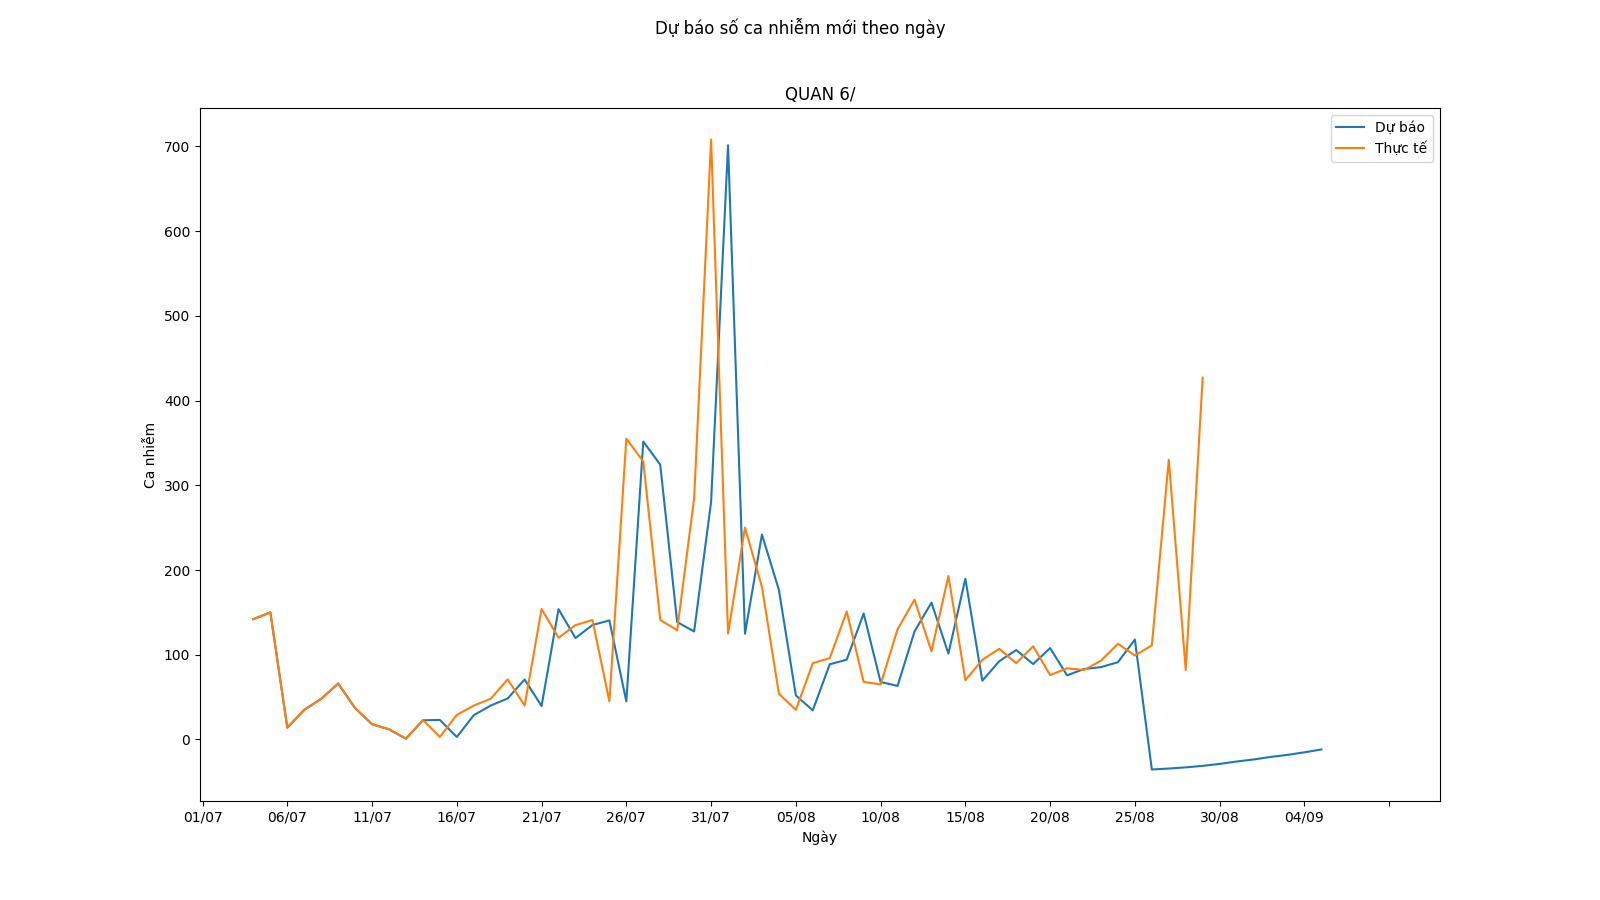 Dự báo số ca nhiễm mới theo ngày
QUAN 6/
Dự báo
Thực tế
700
600
500
400
300
200
100
0
Ca nhiễm
01/07 06/07 11/07 16/07 21/07 26/07 31/07 05/08 10/08 15/08 20/08 25/08 30/08 04/09
Ngày